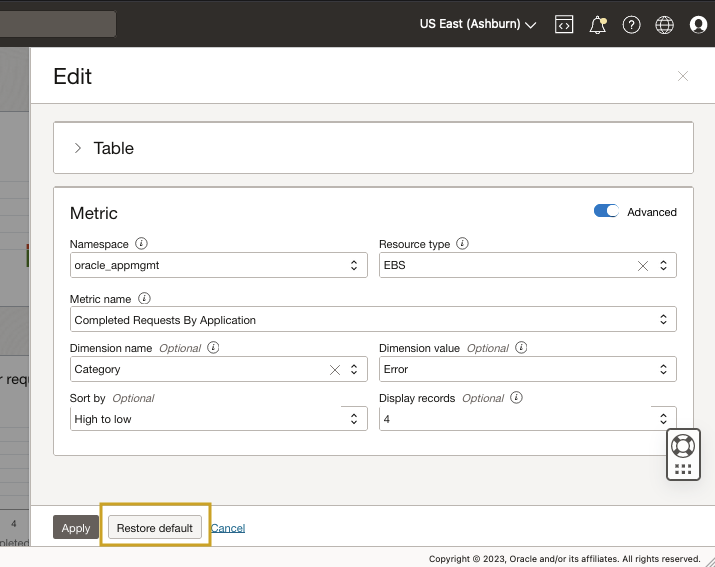 US East (Ashburn)
Edit
Table
Metric
Advanced
Namespace
Resource type
oracle_appmgmt
EBS
Metric name
Completed Requests By Application
Dimension name Optional
Dimension value Optional
Category
Error
Sort by Optional
Display records Optional
High to low
4
r requ
4
pleted
Apply
Restore default
Cancel
Copyright © 2023, Oracle and/or its affiliates. All rights reserved.